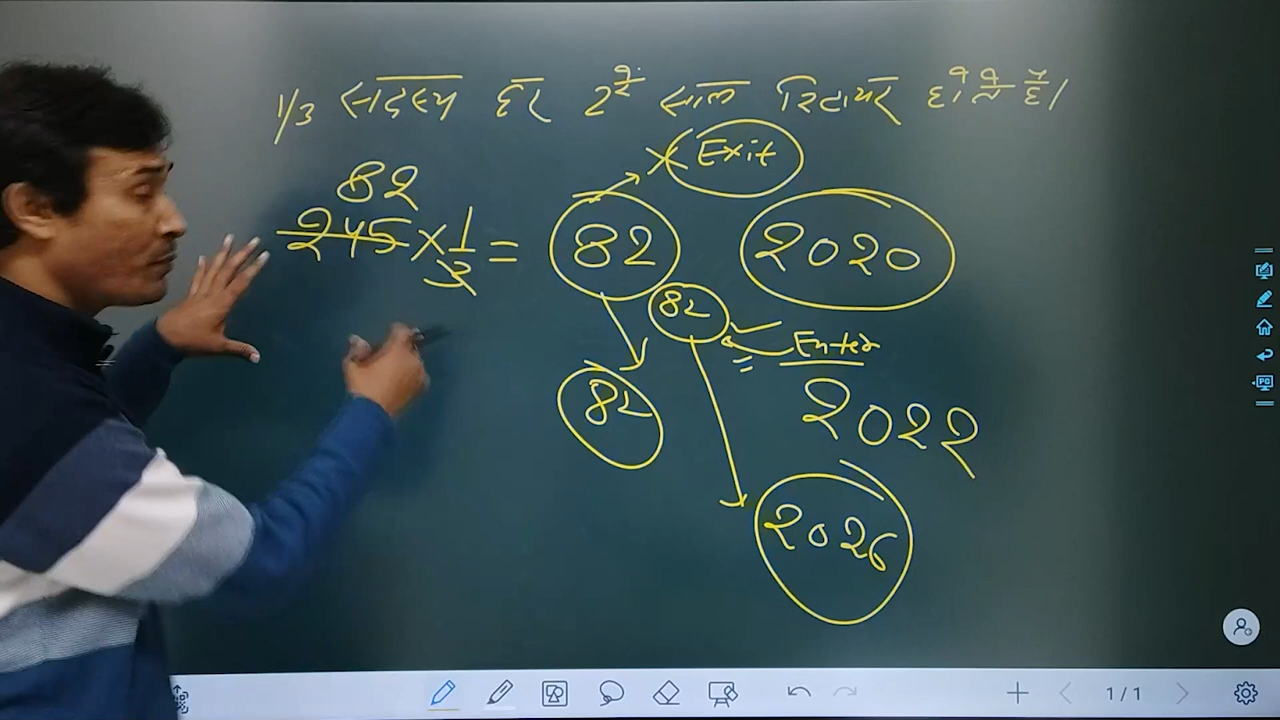 1/3 सदस्य हर 2 साल रिटायर
82
245 × 1/3 = 82
Exit
2020
82
Enter
82
2022
2026
1/1